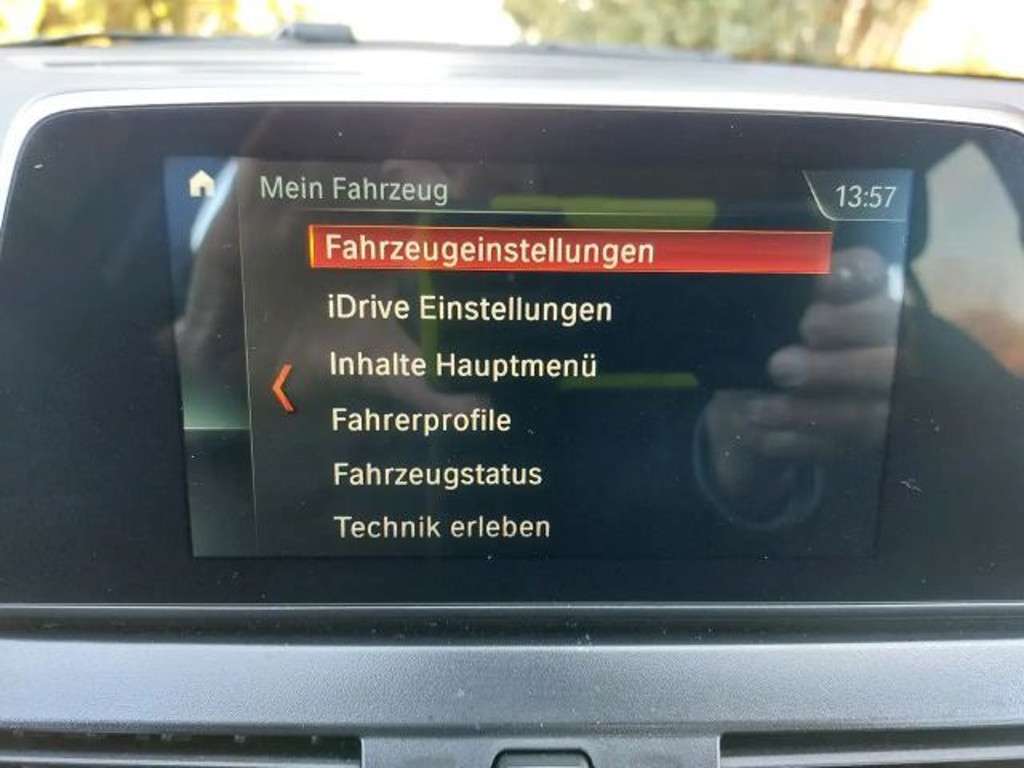 Mein Fahrzeug
13:57
Fahrzeugeinstellungen
iDrive Einstellungen
Inhalte Hauptmenü
Fahrerprofile
Fahrzeugstatus
Technik erleben